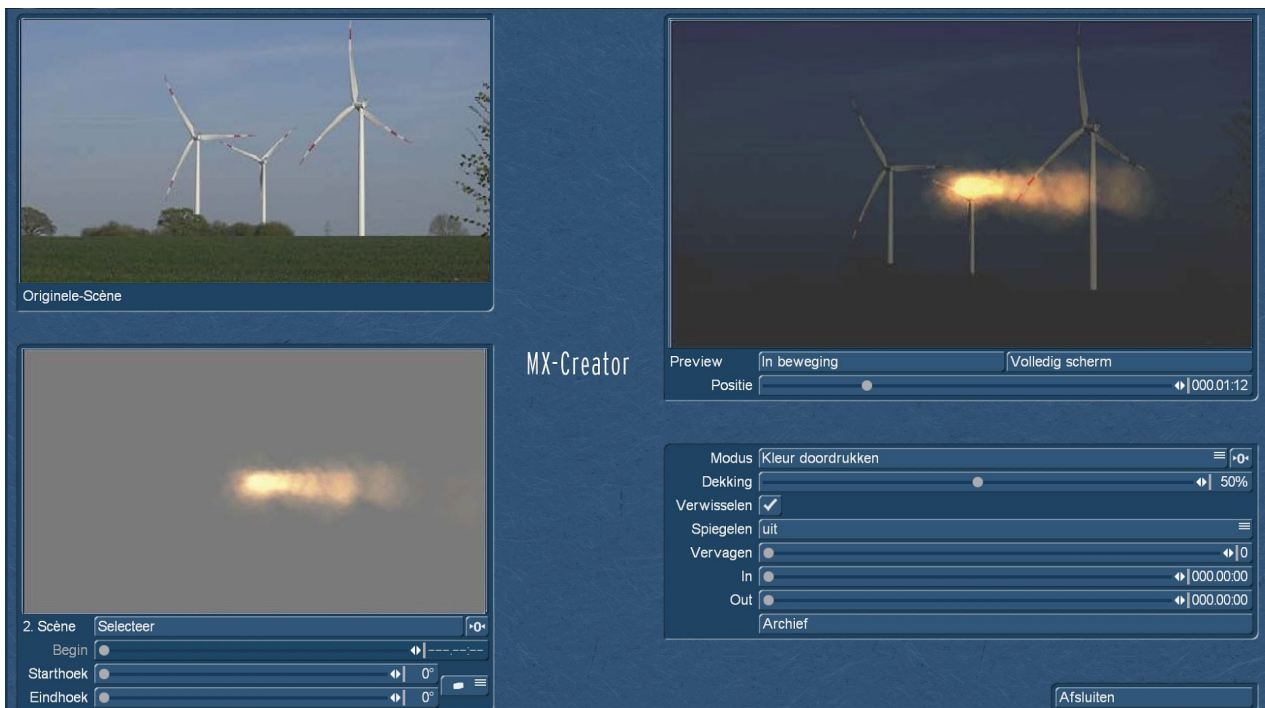 Originele-Scène
MX-Creator
Preview In beweging Volledig scherm
Positie 000.01:12
Modus Kleur doordrukken 0
Dekking 50%
Verwisselen
Spiegelen uit
Vervagen 0
In 000.00:00
Out 000.00:00
Archief
2. Scène Selecteer 0
Begin ---.--:--
Starthoek 0°
Eindhoek 0°
Afsluiten